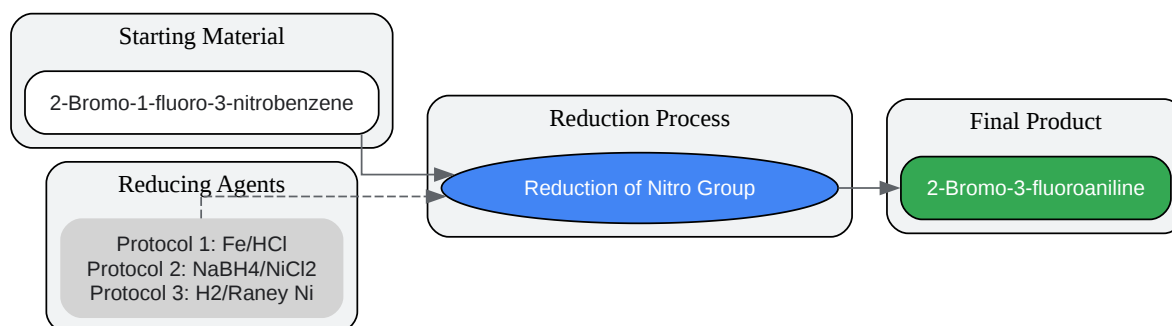 Starting Material
2-Bromo-1-fluoro-3-nitrobenzene
Reducing Agents
Protocol 1: Fe/HCl
Protocol 2: NaBH4/NiCl2
Protocol 3: H2/Raney Ni
Reduction Process
Reduction of Nitro Group
Final Product
2-Bromo-3-fluoroaniline